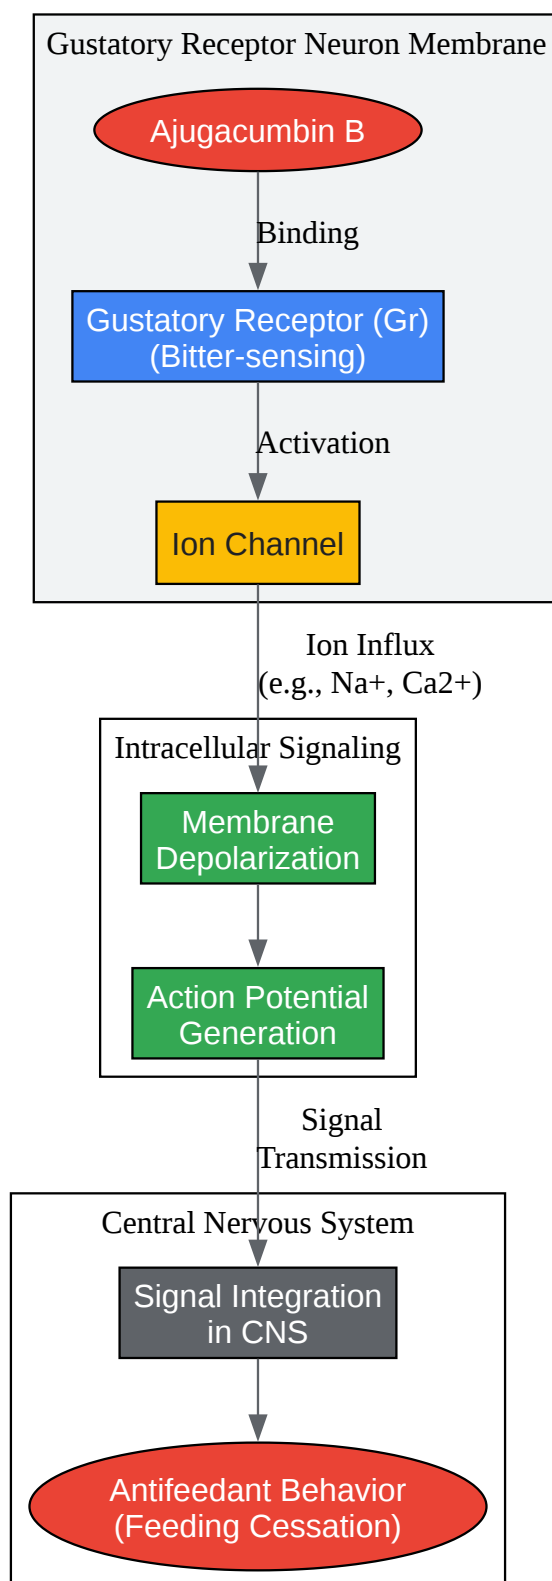 Gustatory Receptor Neuron Membrane
Ajugacumbin B
Binding
Gustatory Receptor (Gr)
(Bitter-sensing)
Activation
Ion Channel
Ion Influx
(e.g., Na+, Ca2+)
Intracellular Signaling
Membrane
Depolarization
Action Potential
Generation
Signal
Transmission
Central Nervous System
Signal Integration
in CNS
Antifeedant Behavior
(Feeding Cessation)